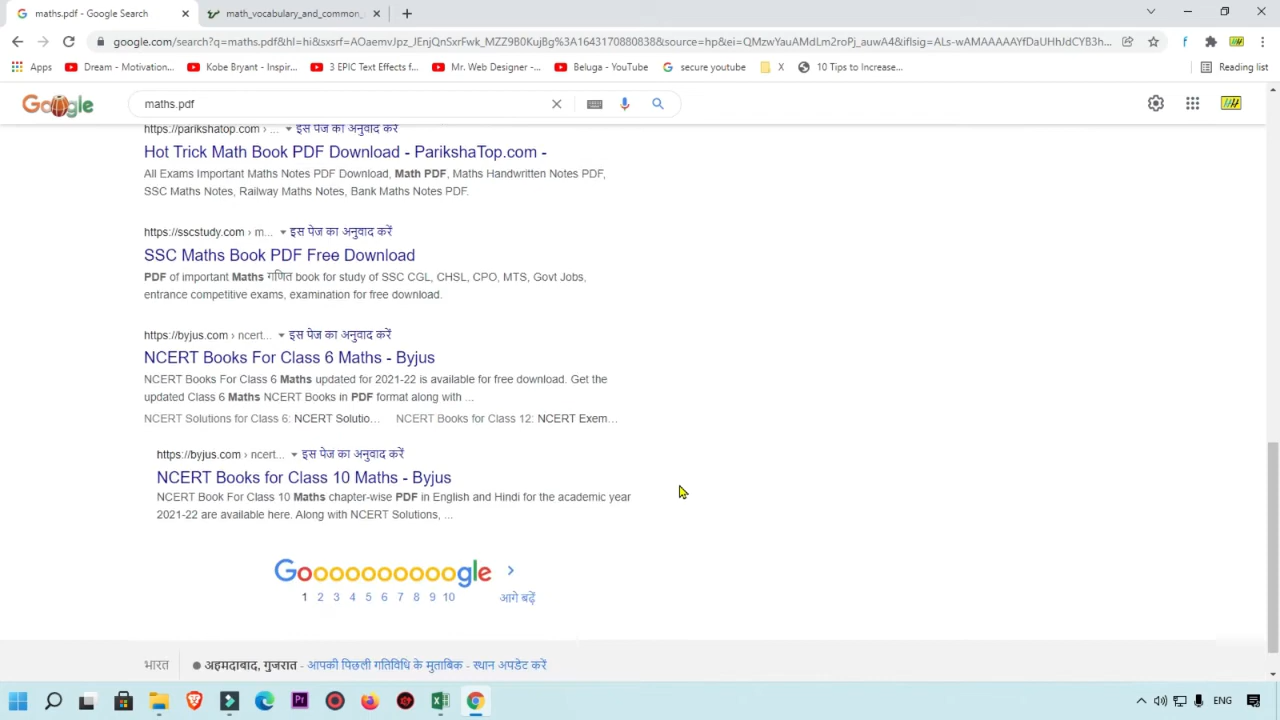 maths.pdf - Google Search
math_vocabulary_and_common_
google.com/search?q=maths.pdf&hl=hi&sxsrf=AOaemvJpz_JEnjQnSxrFwk_MZZ9B0KujBg%3A1643170880838&source=hp&ei=QMzwYauAMdLm2roPj_auwA4&iflsig=ALs-wAMAAAAAYfDaUHhJdCYB3h...
Apps
Dream - Motivation...
Kobe Bryant - Inspir...
3 EPIC Text Effects f...
Mr. Web Designer -...
Beluga - YouTube
secure youtube
X
10 Tips to Increase...
Reading list
Google
maths.pdf
https://parikshatop.com › ... इस पेज का अनुवाद करें
Hot Trick Math Book PDF Download - ParikshaTop.com -
All Exams Important Maths Notes PDF Download, Math PDF, Maths Handwritten Notes PDF,
SSC Maths Notes, Railway Maths Notes, Bank Maths Notes PDF.
https://sscstudy.com › m... इस पेज का अनुवाद करें
SSC Maths Book PDF Free Download
PDF of important Maths गणित book for study of SSC CGL, CHSL, CPO, MTS, Govt Jobs,
entrance competitive exams, examination for free download.
https://byjus.com › ncert... इस पेज का अनुवाद करें
NCERT Books For Class 6 Maths - Byjus
NCERT Books For Class 6 Maths updated for 2021-22 is available for free download. Get the
updated Class 6 Maths NCERT Books in PDF format along with ...
NCERT Solutions for Class 6: NCERT Solutio... NCERT Books for Class 12: NCERT Exem...
https://byjus.com › ncert... इस पेज का अनुवाद करें
NCERT Books for Class 10 Maths - Byjus
NCERT Book For Class 10 Maths chapter-wise PDF in English and Hindi for the academic year
2021-22 are available here. Along with NCERT Solutions, ...
Goooooooooogle
1 2 3 4 5 6 7 8 9 10 आगे बढ़ें
भारत अहमदाबाद, गुजरात - आपकी पिछली गतिविधि के मुताबिक - स्थान अपडेट करें
ENG